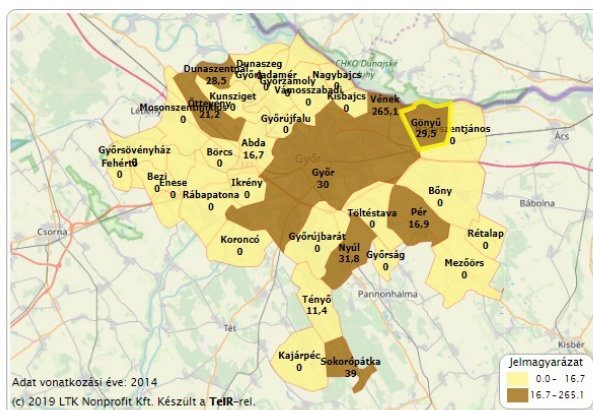 CHKO Dunajské
luhy
Dunaszeg
0
Dunaszentpál
28,5
Győrladamér
0
Győrzámoly
0
Nagybajcs
0
Vámosszabadi
0
Kisbajcs
0
Vének
265,1
Kunsziget
0
Mosonszentmiklós
0
Öttevény
21,2
Lébény
Gönyű
29,5
0
Ács
Győrújfalu
0
Abda
16,7
Börcs
0
Győrsövényház
0
Fehértó
0
Bezi
0
Enese
0
Rábapatona
0
Ikrény
0
Győr
Győr
30
Bőny
0
Bábolna
Pér
16,9
Töltéstava
0
Rétalap
0
Csorna
Koroncó
0
Győrújbarát
0
Nyúl
31,8
Győrság
0
Mezőörs
0
Pannonhalma
Tényő
11,4
Tét
Kisbér
Kajárpéc
0
Sokorópátka
39
Jelmagyarázat
0.0 - 16.7
16.7 - 265.1
Adat vonatkozási éve: 2014
(c) 2019 LTK Nonprofit Kft. Készült a TeIR-rel.